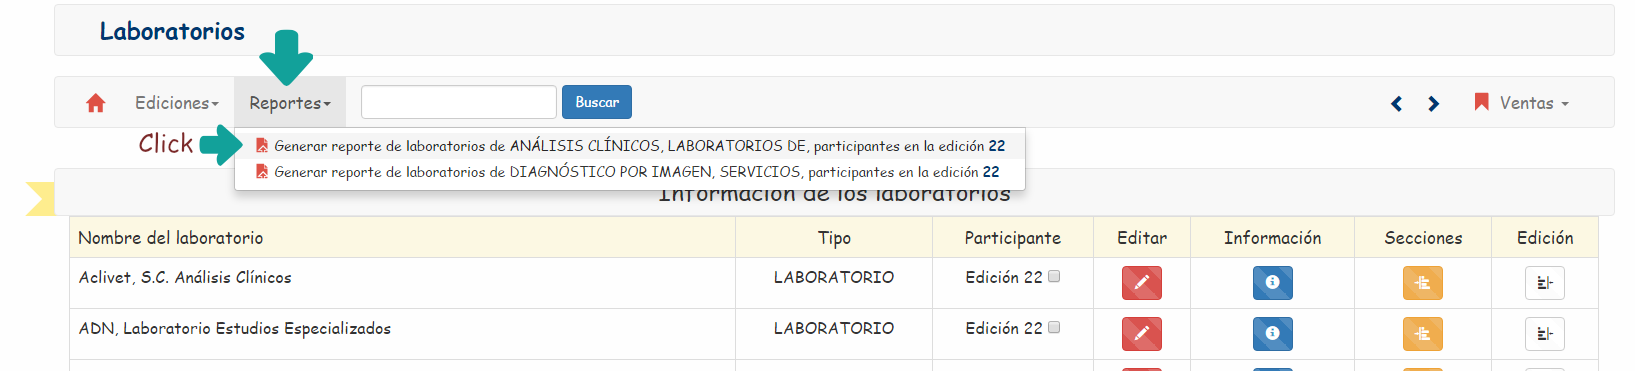 Laboratorios
Ediciones Reportes Buscar Ventas
Click
Generar reporte de laboratorios de ANÁLISIS CLÍNICOS, LABORATORIOS DE, participantes en la edición 22
Generar reporte de laboratorios de DIAGNÓSTICO POR IMAGEN, SERVICIOS, participantes en la edición 22
Información de los laboratorios
Nombre del laboratorio Tipo Participante Editar Información Secciones Edición
Aclivet, S.C. Análisis Clínicos LABORATORIO Edición 22
ADN, Laboratorio Estudios Especializados LABORATORIO Edición 22